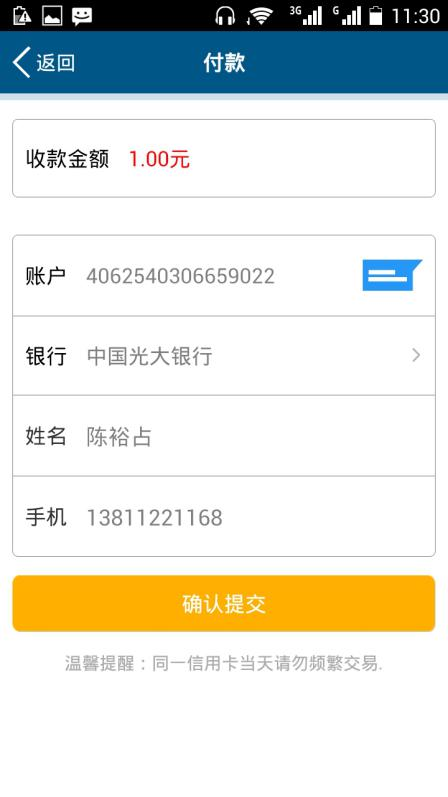 3G G 11:30
返回 付款
收款金额 1.00元
账户 4062540306659022
银行 中国光大银行
姓名 陈裕占
手机 13811221168
确认提交
温馨提醒：同一信用卡当天请勿频繁交易.